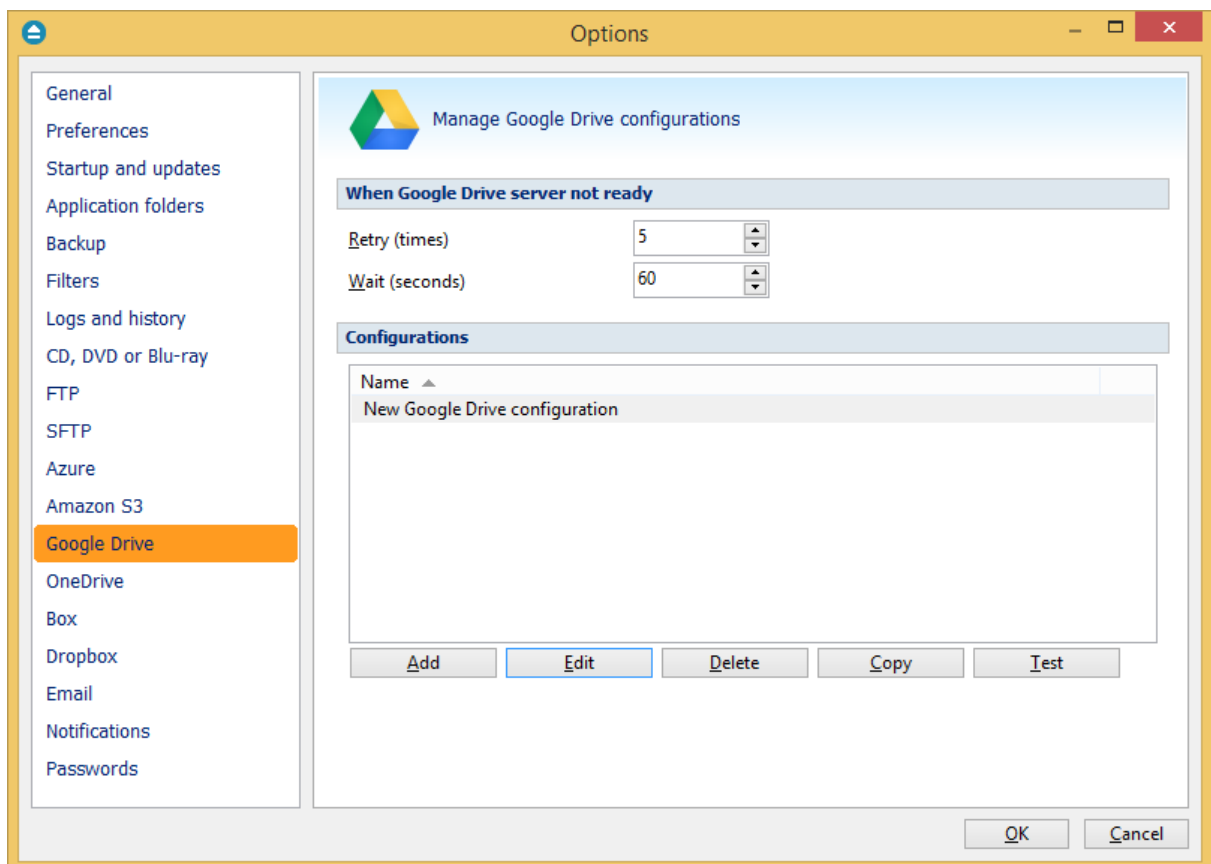 Options
General
Preferences
Startup and updates
Application folders
Backup
Filters
Logs and history
CD, DVD or Blu-ray
FTP
SFTP
Azure
Amazon S3
Google Drive
OneDrive
Box
Dropbox
Email
Notifications
Passwords
Manage Google Drive configurations
When Google Drive server not ready
Retry (times) 5
Wait (seconds) 60
Configurations
Name
New Google Drive configuration
Add Edit Delete Copy Test
OK Cancel